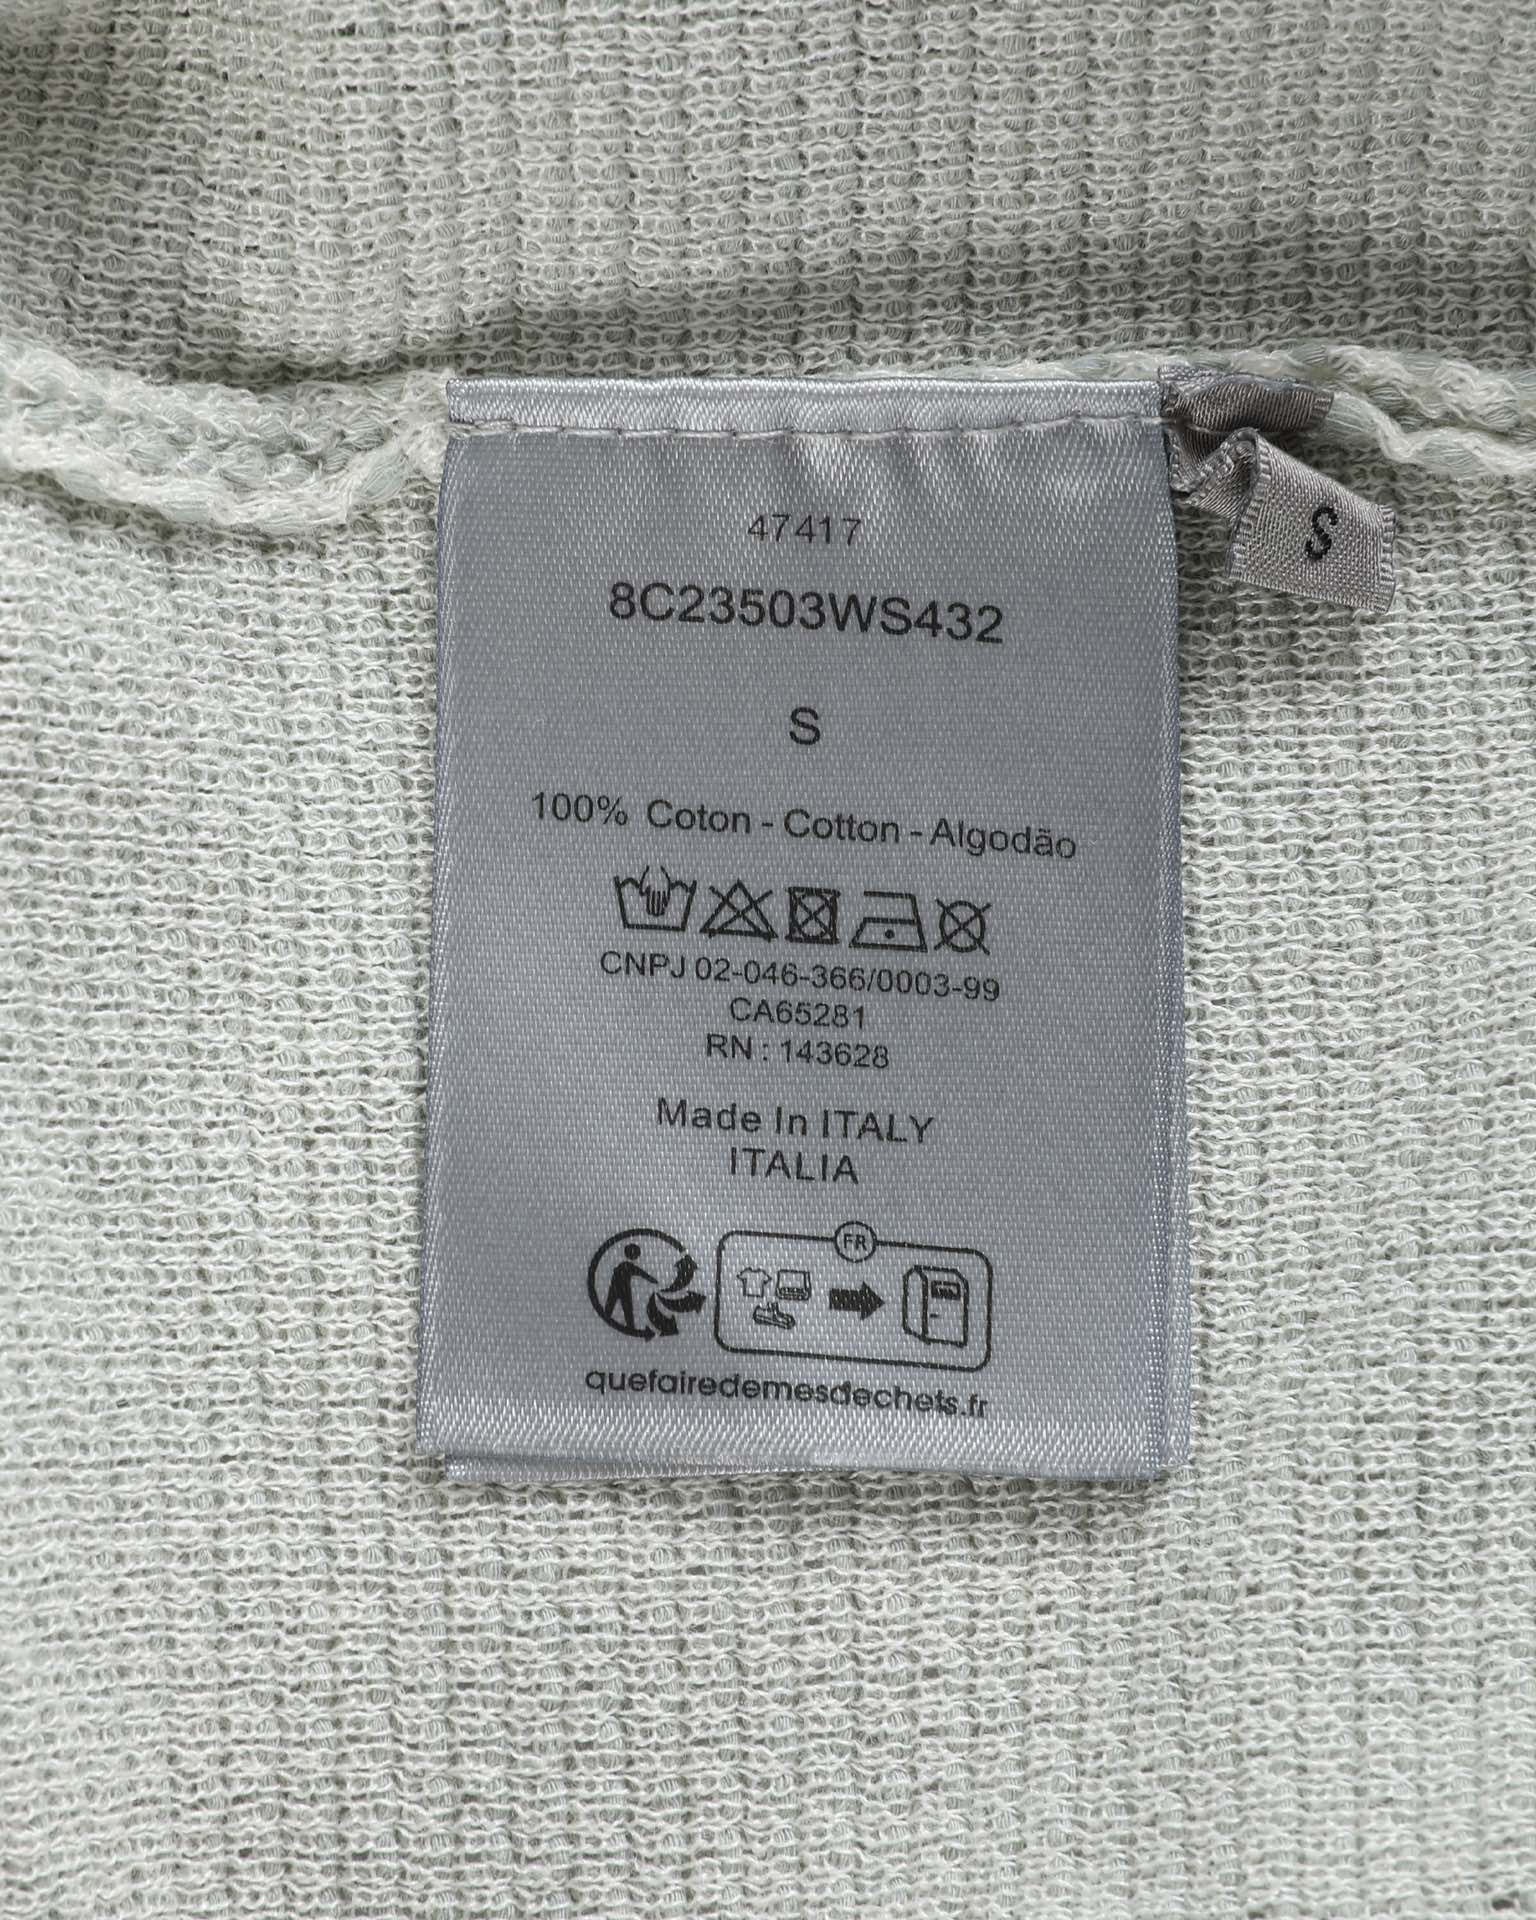 47417
S
8C23503WS432
S
100% Coton - Cotton - Algodão
CNPJ 02-046-366/0003-99
CA65281
RN : 143628
Made In ITALY
ITALIA
FR
quefairedemesdechets.fr